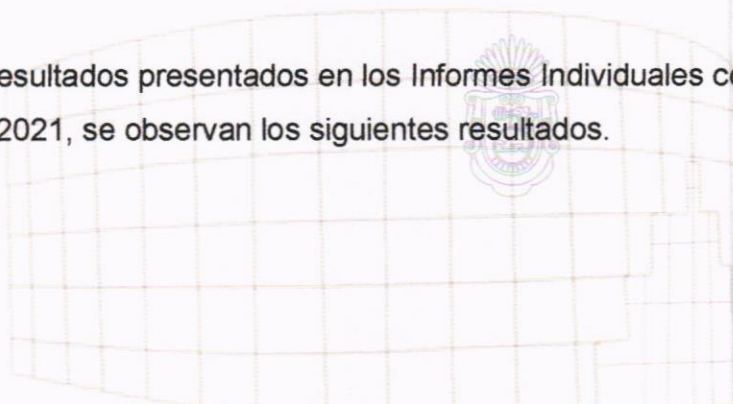 esultados presentados en los Informes Individuales c
2021, se observan los siguientes resultados.